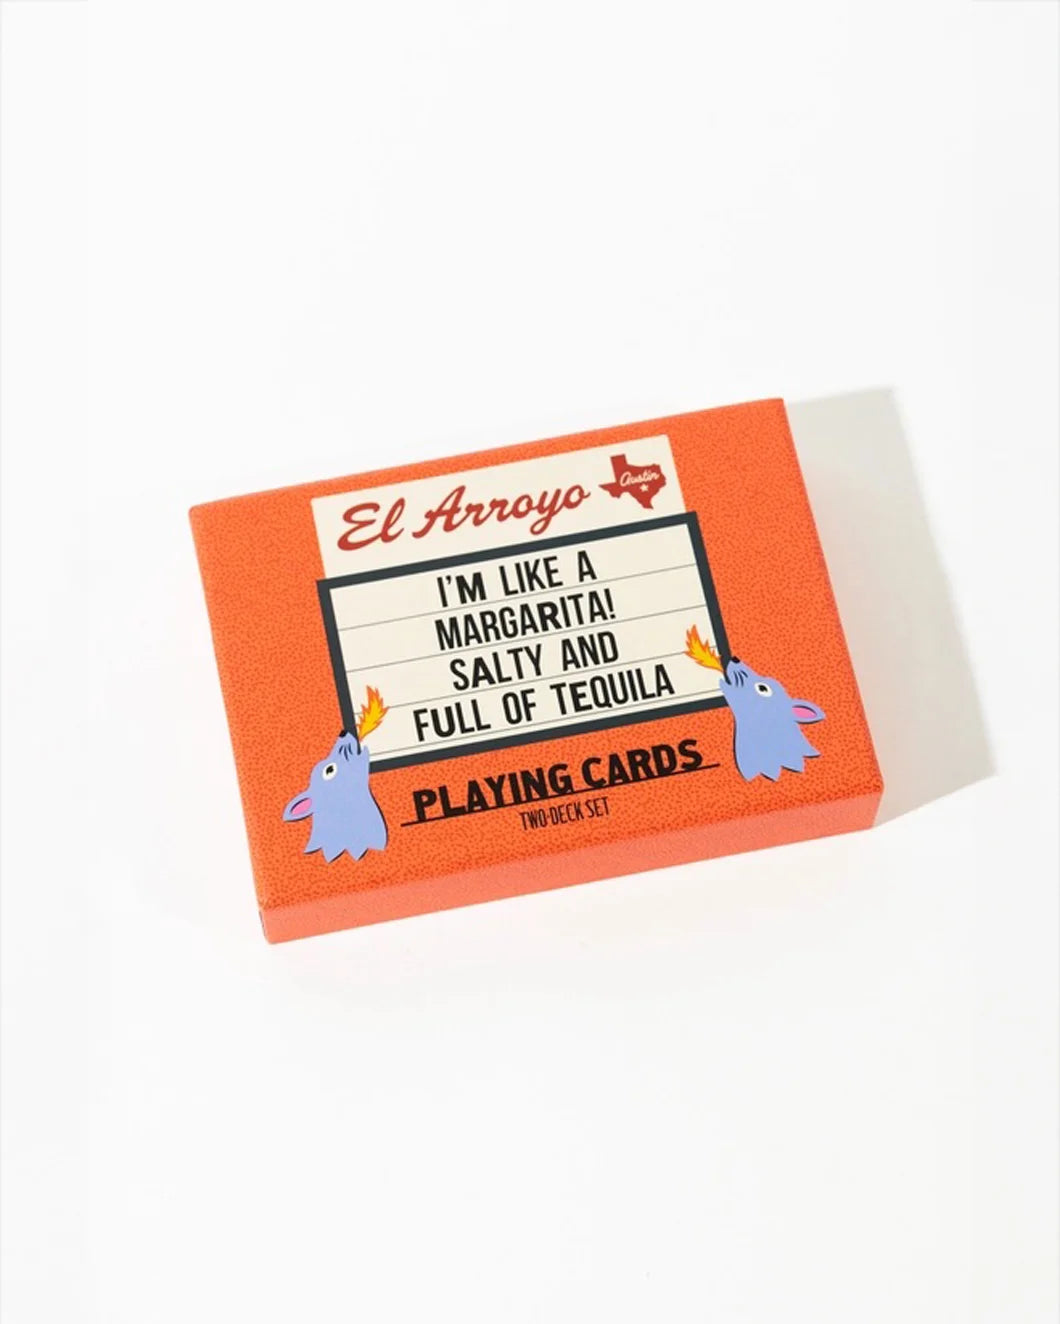 El Arroyo
Austin
I'M LIKE A
MARGARITA!
SALTY AND
FULL OF TEQUILA
PLAYING CARDS
TWO-DECK SET